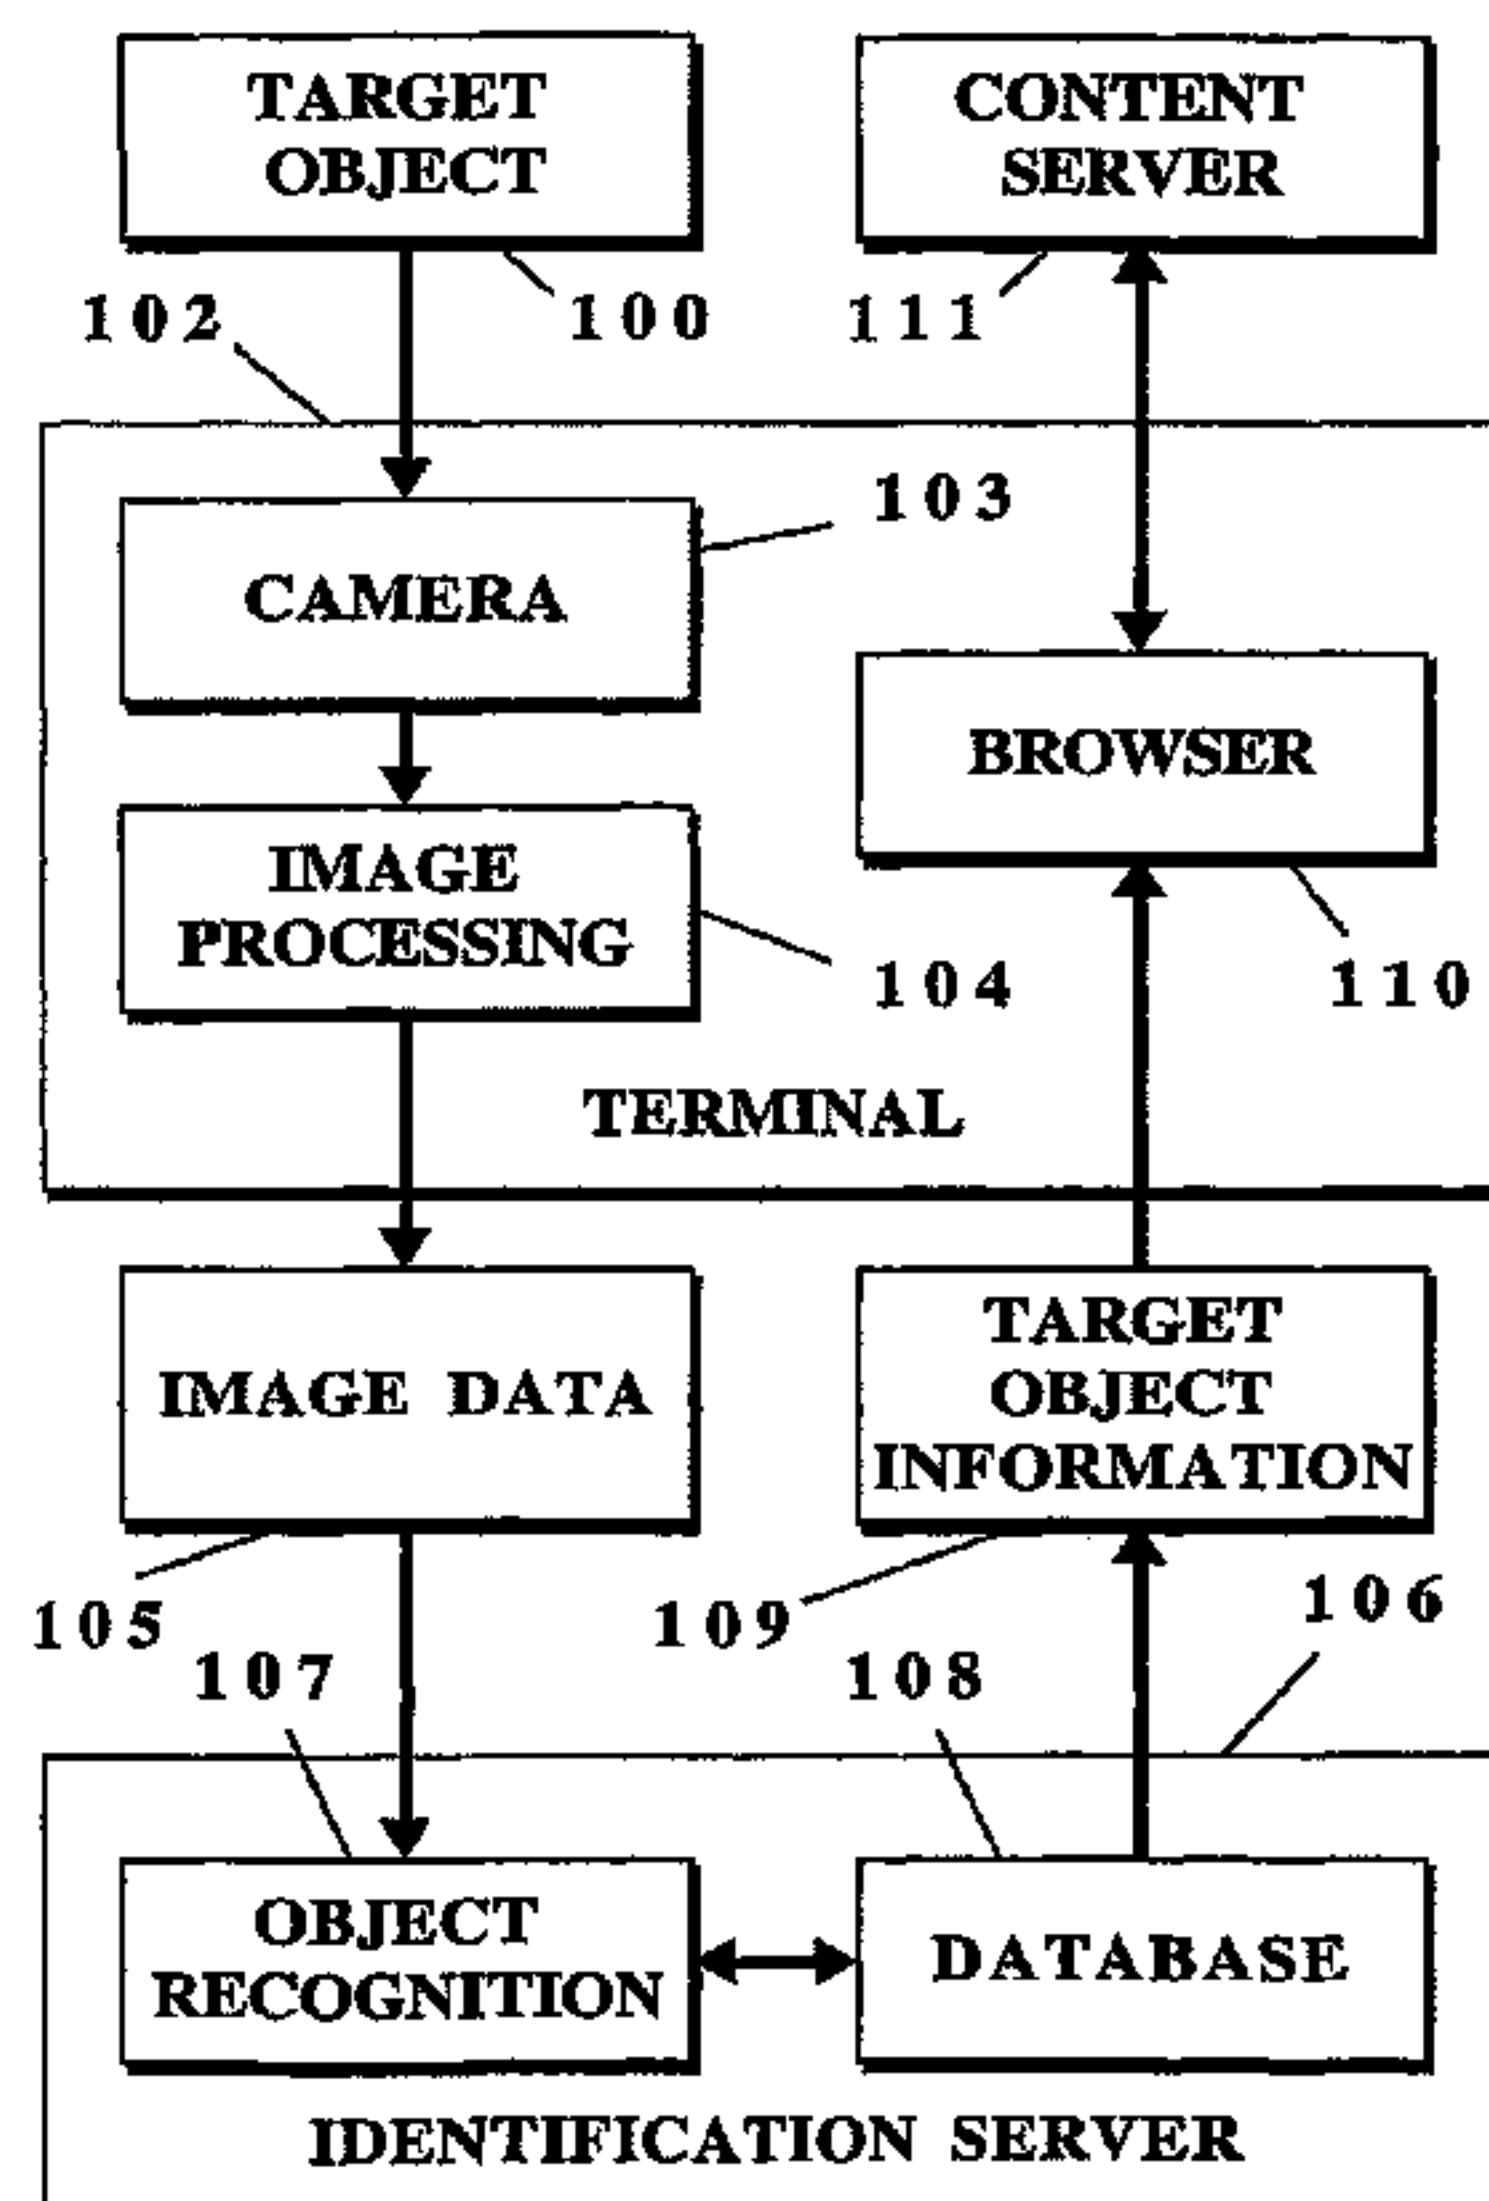 TARGET
OBJECT
CONTENT
SERVER
102
100
111
103
CAMERA
BROWSER
IMAGE
PROCESSING
104
110
TERMINAL
IMAGE DATA
TARGET
OBJECT
INFORMATION
105
109
106
107
108
OBJECT
RECOGNITION
DATABASE
IDENTIFICATION SERVER